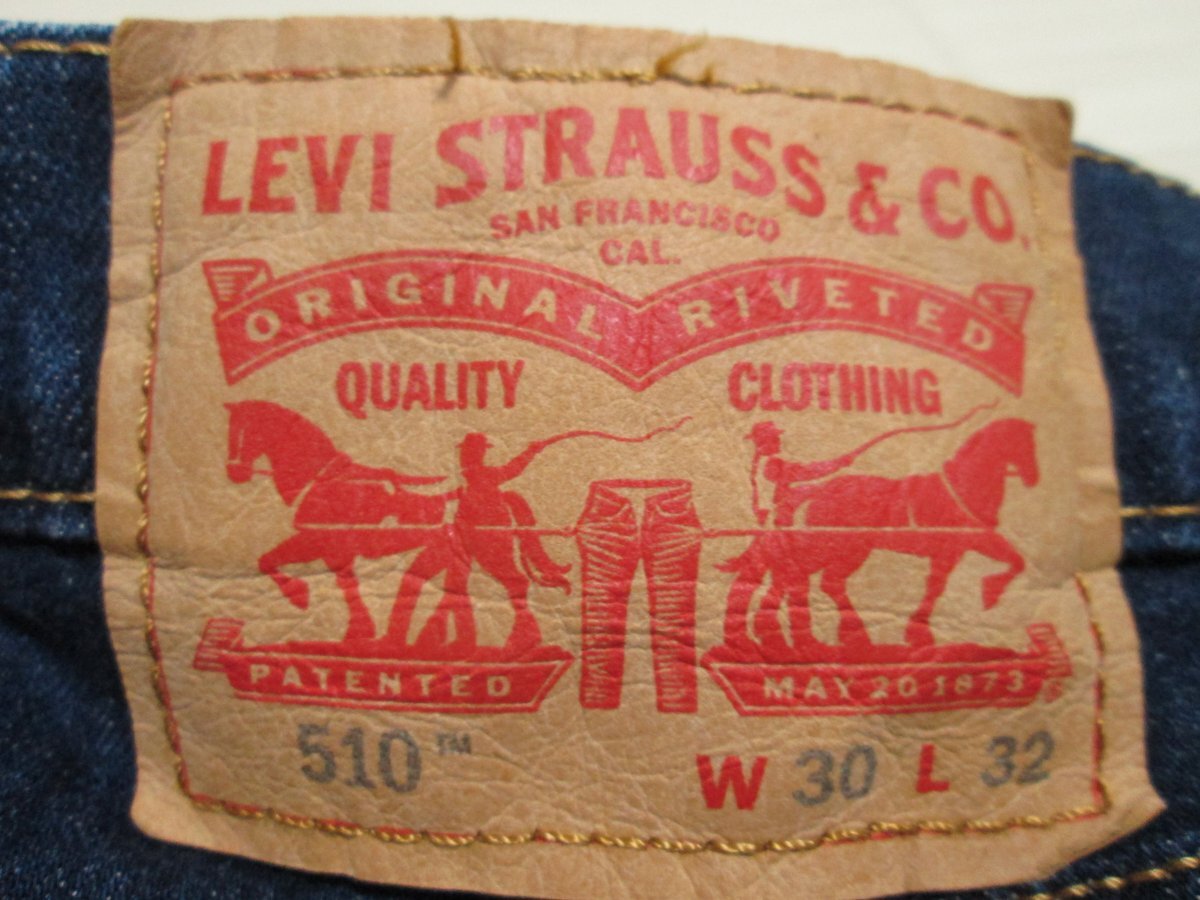 LEVI STRAUSS & CO.
SAN FRANCISCO
CAL.
ORIGINAL RIVETED
QUALITY CLOTHING
PATENTED MAY 20 1873
510™ W 30 L 32